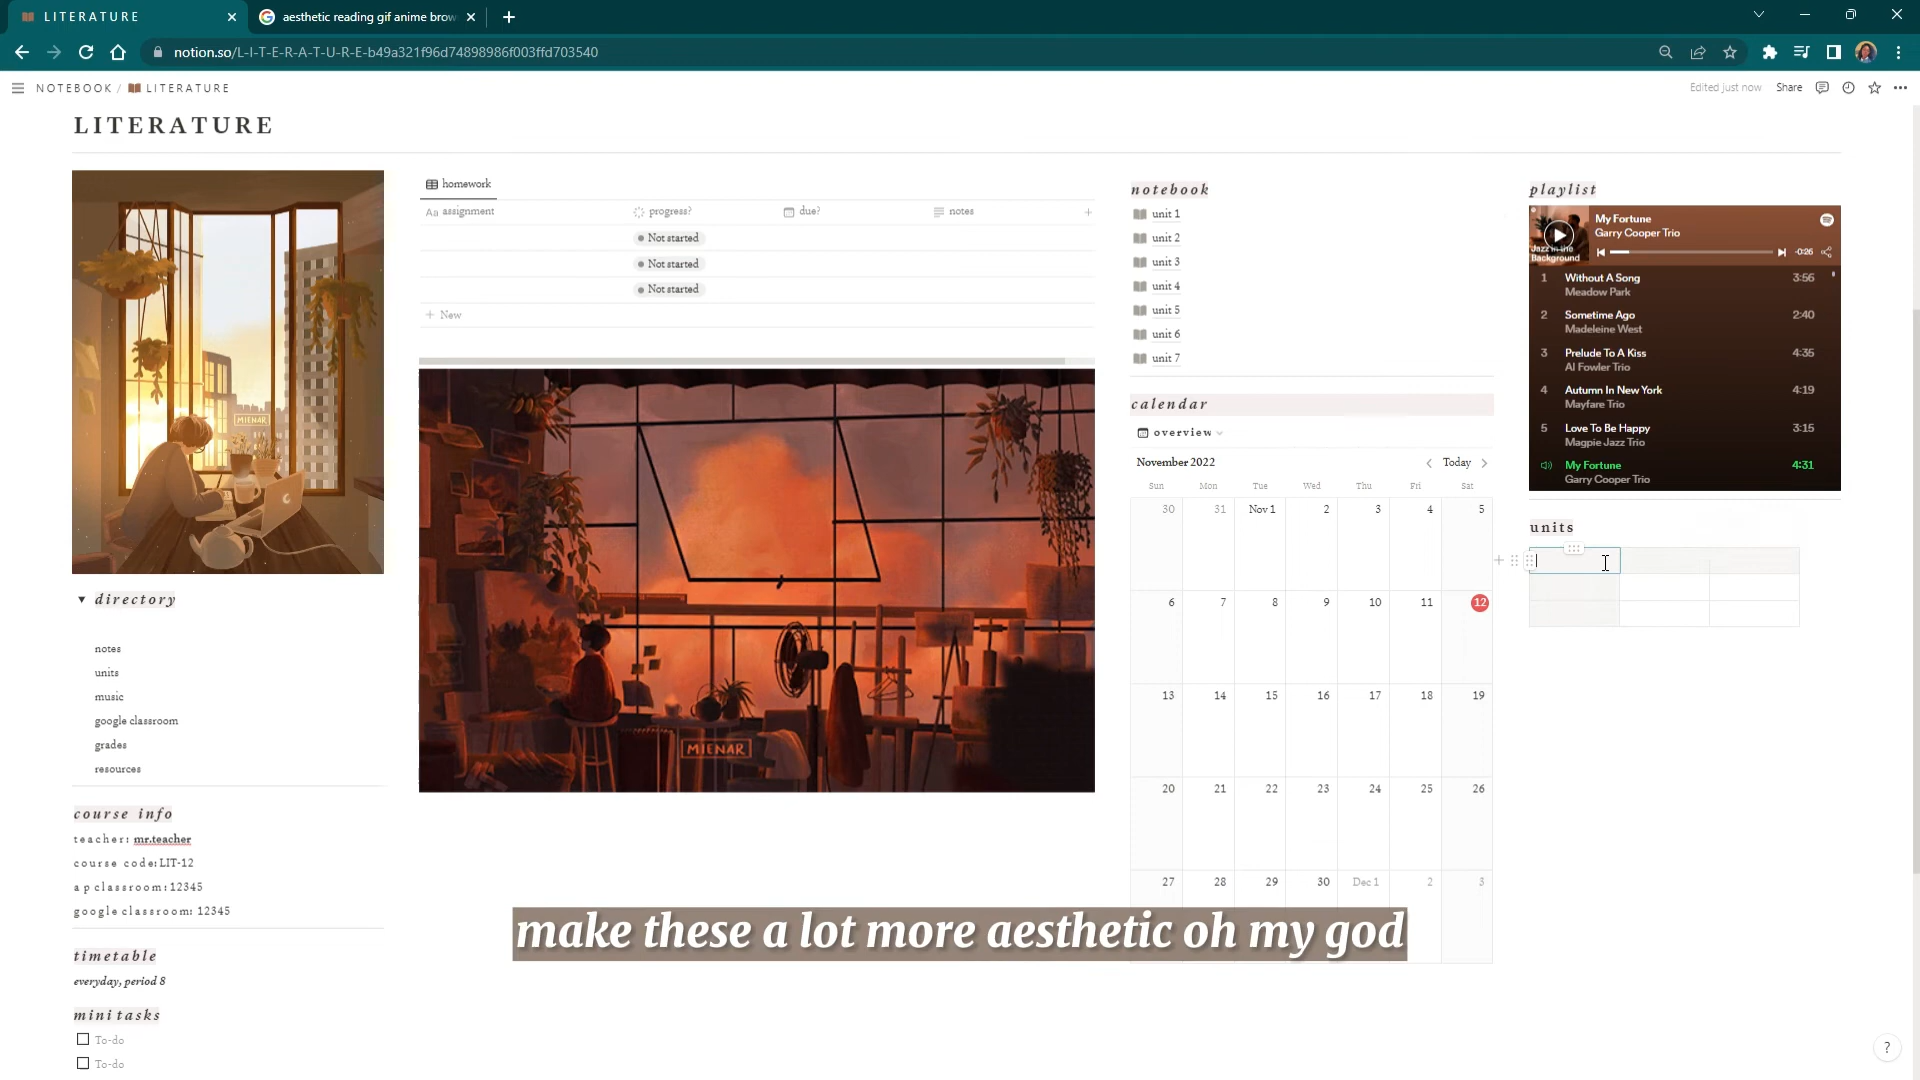 LITERATURE
aesthetic reading gif anime brow
notion.so/L-I-T-E-R-A-T-U-R-E-b49a321f96d74898986f003ffd703540
NOTEBOOK / LITERATURE
Edited just now
Share
LITERATURE
MIENAR
directory
notes
units
music
google classroom
grades
resources
course info
teacher: mr.teacher
course code:LIT-12
ap classroom:12345
google classroom: 12345
timetable
everyday, period 8
mini tasks
To-do
To-do
homework
Aa assignment progress? due? notes
Not started
Not started
Not started
+ New
MIENAR
notebook
unit 1
unit 2
unit 3
unit 4
unit 5
unit 6
unit 7
calendar
overview
November 2022
Today
Sun Mon Tue Wed Thu Fri Sat
30 31 Nov 1 2 3 4 5
6 7 8 9 10 11 12
13 14 15 16 17 18 19
20 21 22 23 24 25 26
27 28 29 30 Dec 1 2 3
playlist
Jazz in the
Background
My Fortune
Garry Cooper Trio
-0:26
1 Without A Song 3:56
Meadow Park
2 Sometime Ago 2:40
Madeleine West
3 Prelude To A Kiss 4:35
Al Fowler Trio
4 Autumn In New York 4:19
Mayfare Trio
5 Love To Be Happy 3:15
Magpie Jazz Trio
My Fortune 4:31
Garry Cooper Trio
units
make these a lot more aesthetic oh my god
?